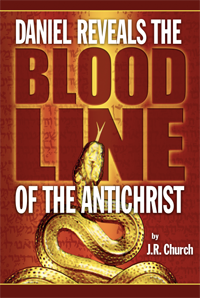 DANIEL REVEALS THE
BLOOD
LINE
OF THE ANTICHRIST
by
J.R. Church